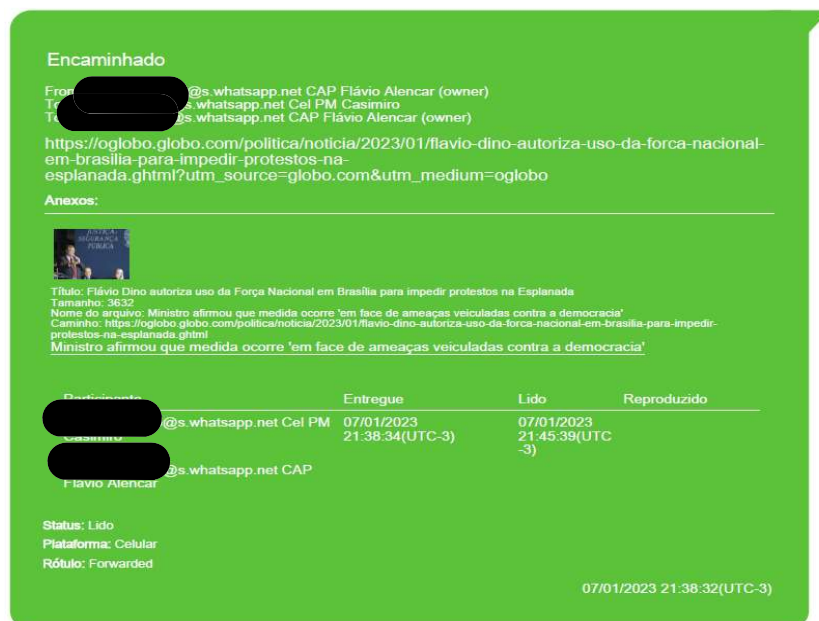 Encaminhado
From @s.whatsapp.net CAP Flávio Alencar (owner)
To s.whatsapp.net Cel PM Casimiro
To @s.whatsapp.net CAP Flávio Alencar (owner)
https://oglobo.globo.com/politica/noticia/2023/01/flavio-dino-autoriza-uso-da-forca-nacional-
em-brasilia-para-impedir-protestos-na-
esplanada.ghtml?utm_source=globo.com&utm_medium=oglobo
Anexos:
JUSTIÇA
SEGURANÇA
PÚBLICA
Título: Flávio Dino autoriza uso da Força Nacional em Brasília para impedir protestos na Esplanada
Tamanho: 3632
Nome do arquivo: Ministro afirmou que medida ocorre 'em face de ameaças veiculadas contra a democracia'
Caminho: https://oglobo.globo.com/politica/noticia/2023/01/flavio-dino-autoriza-uso-da-forca-nacional-em-brasilia-para-impedir-
protestos-na-esplanada.ghtml
Ministro afirmou que medida ocorre 'em face de ameaças veiculadas contra a democracia'
Participante Entregue Lido Reproduzido
@s.whatsapp.net Cel PM 07/01/2023 07/01/2023
Casimiro 21:38:34(UTC-3) 21:45:39(UTC
-3)
@s.whatsapp.net CAP
Flávio Alencar
Status: Lido
Plataforma: Celular
Rótulo: Forwarded
07/01/2023 21:38:32(UTC-3)